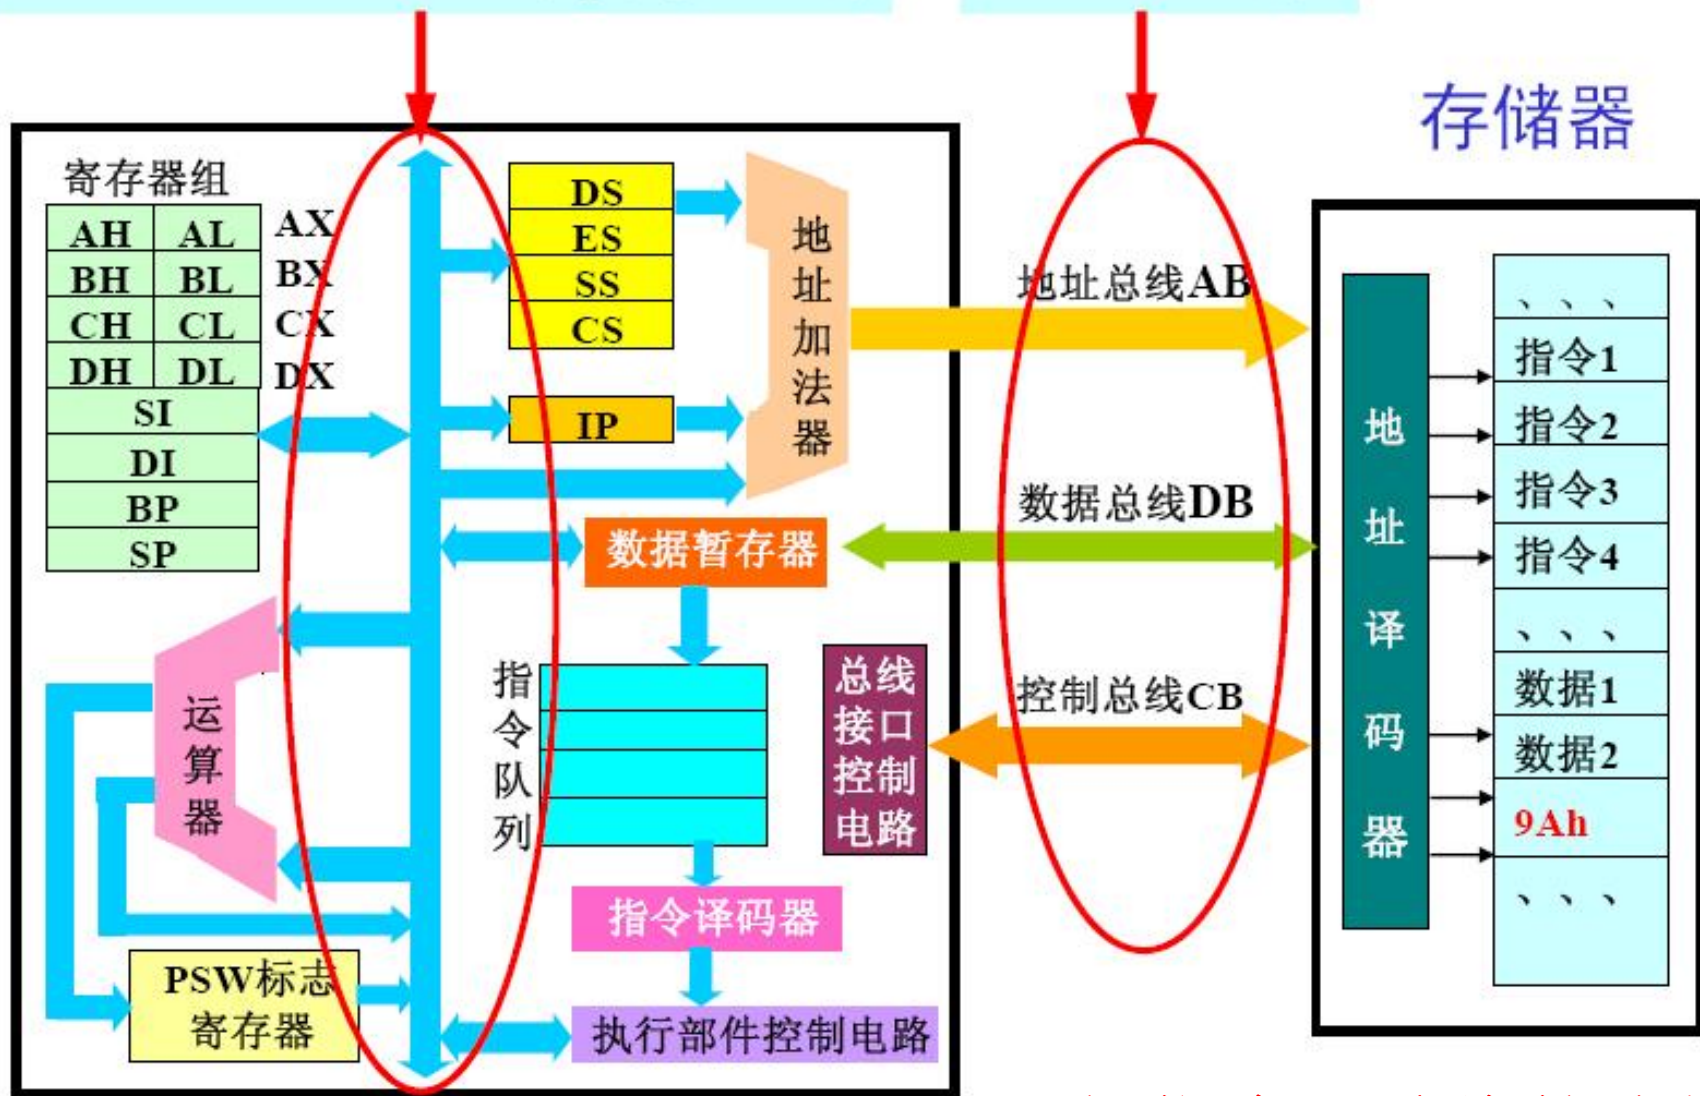 存储器
寄存器组
AH AL AX
BH BL BX
CH CL CX
DH DL DX
SI
DI
BP
SP
DS
ES
SS
CS
IP
地址加法器
数据暂存器
指令队列
总线
接口
控制
电路
指令译码器
执行部件控制电路
运算器
PSW标志
寄存器
地址总线AB
数据总线DB
控制总线CB
地址译码器
、、、
指令1
指令2
指令3
指令4
、、、
数据1
数据2
9Ah
、、、